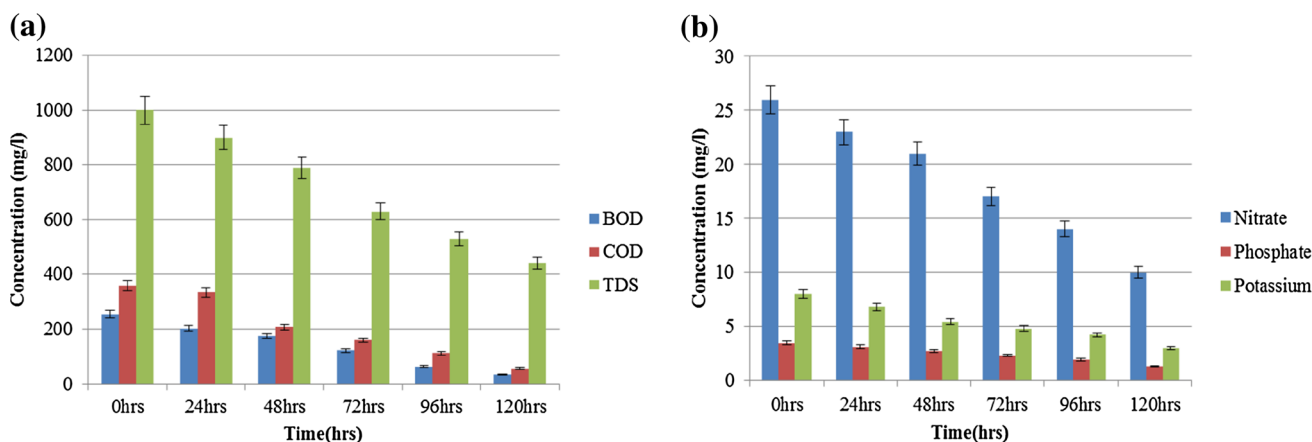 (a)
1200
1000
800
600
400
200
0
Concentration (mg/l)
0hrs 24hrs 48hrs 72hrs 96hrs 120hrs
Time(hrs)
BOD
COD
TDS
(b)
30
25
20
15
10
5
0
Concentration (mg/l)
0hrs 24hrs 48hrs 72hrs 96hrs 120hrs
Time(hrs)
Nitrate
Phosphate
Potassium